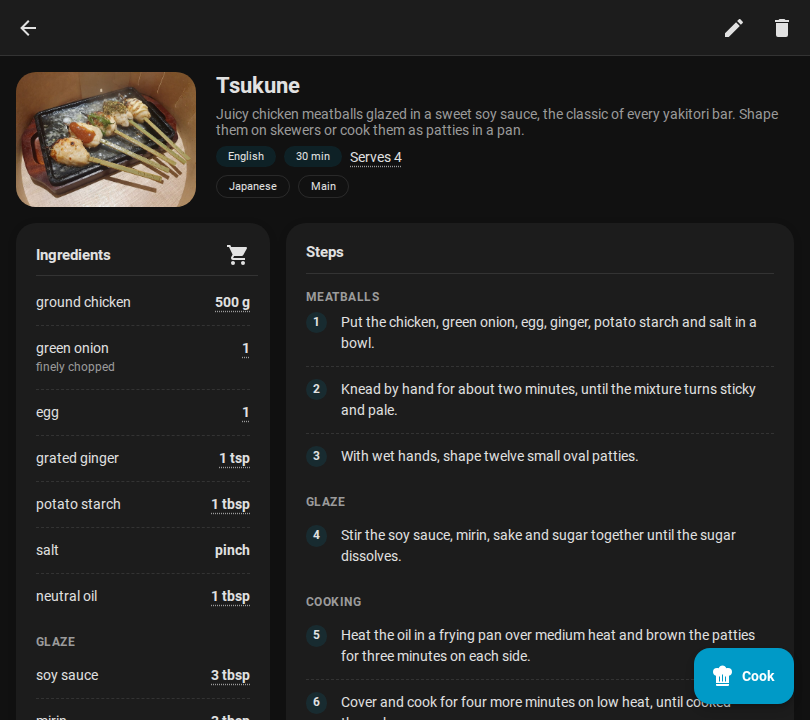 Tsukune
Juicy chicken meatballs glazed in a sweet soy sauce, the classic of every yakitori bar. Shape
them on skewers or cook them as patties in a pan.
English 30 min Serves 4
Japanese Main
Ingredients
ground chicken 500 g
green onion 1
finely chopped
egg 1
grated ginger 1 tsp
potato starch 1 tbsp
salt pinch
neutral oil 1 tbsp
GLAZE
soy sauce 3 tbsp
Steps
MEATBALLS
1 Put the chicken, green onion, egg, ginger, potato starch and salt in a
bowl.
2 Knead by hand for about two minutes, until the mixture turns sticky
and pale.
3 With wet hands, shape twelve small oval patties.
GLAZE
4 Stir the soy sauce, mirin, sake and sugar together until the sugar
dissolves.
COOKING
5 Heat the oil in a frying pan over medium heat and brown the patties
for three minutes on each side.
6 Cover and cook for four more minutes on low heat, until cooked
Cook